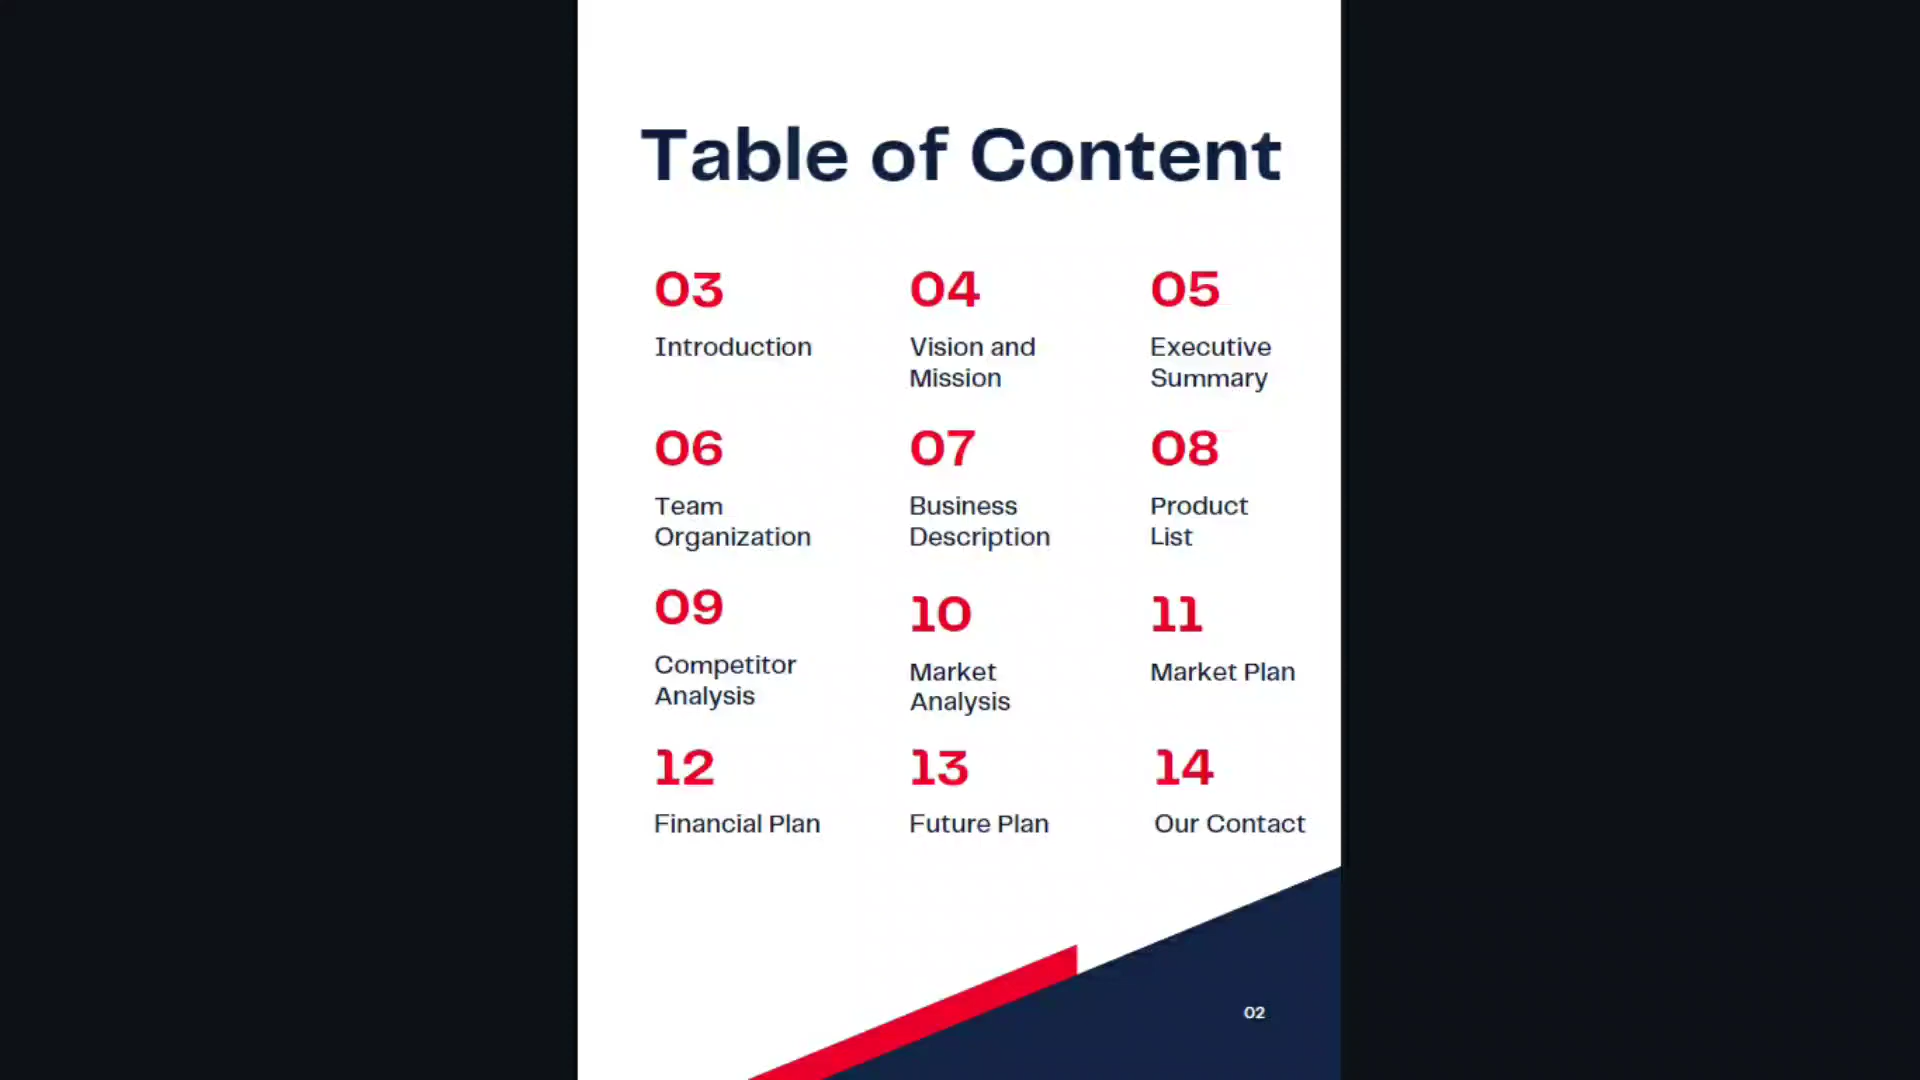 Table of Content
03
Introduction
04
Vision and
Mission
05
Executive
Summary
06
Team
Organization
07
Business
Description
08
Product
List
09
Competitor
Analysis
10
Market
Analysis
11
Market Plan
12
Financial Plan
13
Future Plan
14
Our Contact
02